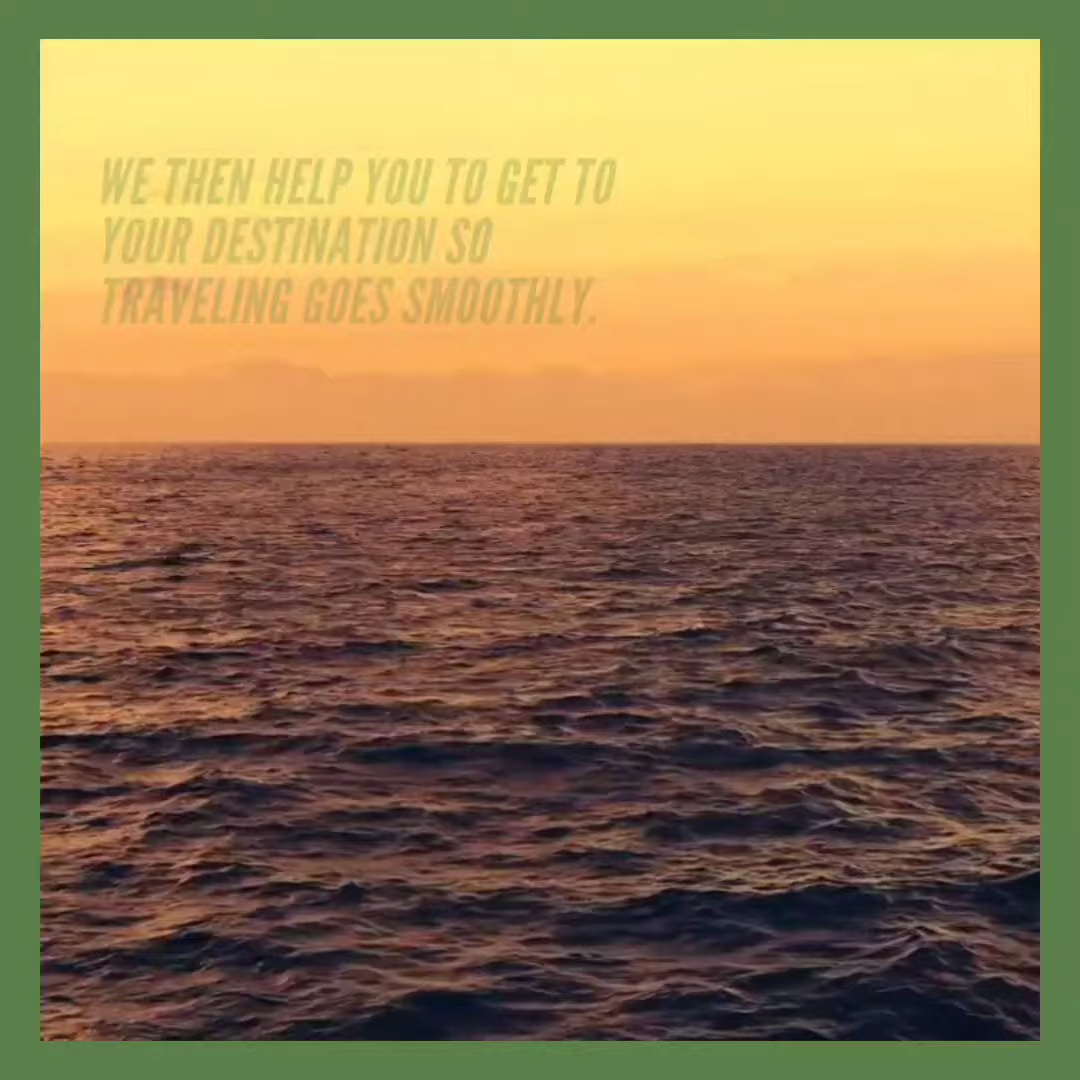 WE THEN HELP YOU TO GET TO
YOUR DESTINATION SO
TRAVELING GOES SMOOTHLY.